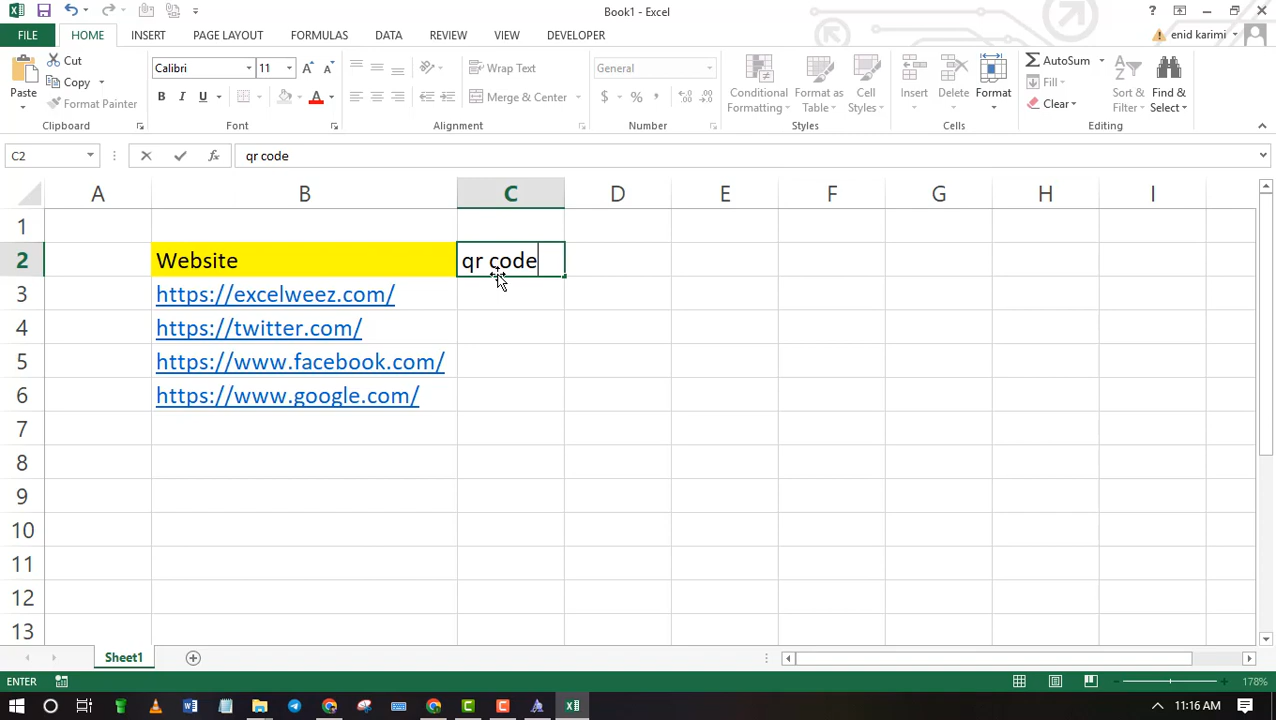 Book1 - Excel
FILE HOME INSERT PAGE LAYOUT FORMULAS DATA REVIEW VIEW DEVELOPER enid karimi
Paste Cut Copy Format Painter Clipboard
Calibri 11 B I U A Font
Wrap Text Merge & Center Alignment
General $ % , Number
Conditional Formatting Format as Table Cell Styles Styles
Insert Delete Format Cells
AutoSum Fill Clear Sort & Filter Find & Select Editing
C2 fx qr code
A B C D E F G H I
1
2 Website qr code
3 https://excelweez.com/
4 https://twitter.com/
5 https://www.facebook.com/
6 https://www.google.com/
7
8
9
10
11
12
13
Sheet1
ENTER 178%
11:16 AM